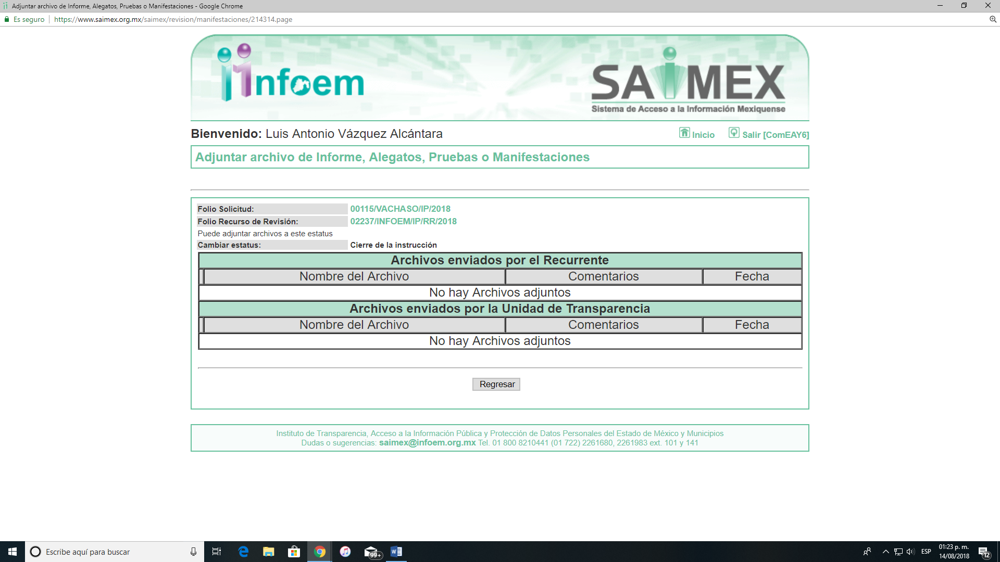 Adjuntar archivo de Informe, Alegatos, Pruebas o Manifestaciones - Google Chrome
Es seguro | https://www.saimex.org.mx/saimex/revision/manifestaciones/214314.page
infoem
SAiMEX
Sistema de Acceso a la Información Mexiquense
Bienvenido: Luis Antonio Vázquez Alcántara
Inicio Salir [ComEAY6]
Adjuntar archivo de Informe, Alegatos, Pruebas o Manifestaciones
Folio Solicitud: 00115/VACHASO/IP/2018
Folio Recurso de Revisión: 02237/INFOEM/IP/RR/2018
Puede adjuntar archivos a este estatus
Cambiar estatus: Cierre de la instrucción
Archivos enviados por el Recurrente
Nombre del Archivo Comentarios Fecha
No hay Archivos adjuntos
Archivos enviados por la Unidad de Transparencia
Nombre del Archivo Comentarios Fecha
No hay Archivos adjuntos
Regresar
Instituto de Transparencia, Acceso a la Información Pública y Protección de Datos Personales del Estado de México y Municipios
Dudas o sugerencias: saimex@infoem.org.mx Tel. 01 800 8210441 (01 722) 2261680, 2261983 ext. 101 y 141
Escribe aquí para buscar
99+
ESP
01:23 p. m.
14/08/2018
12